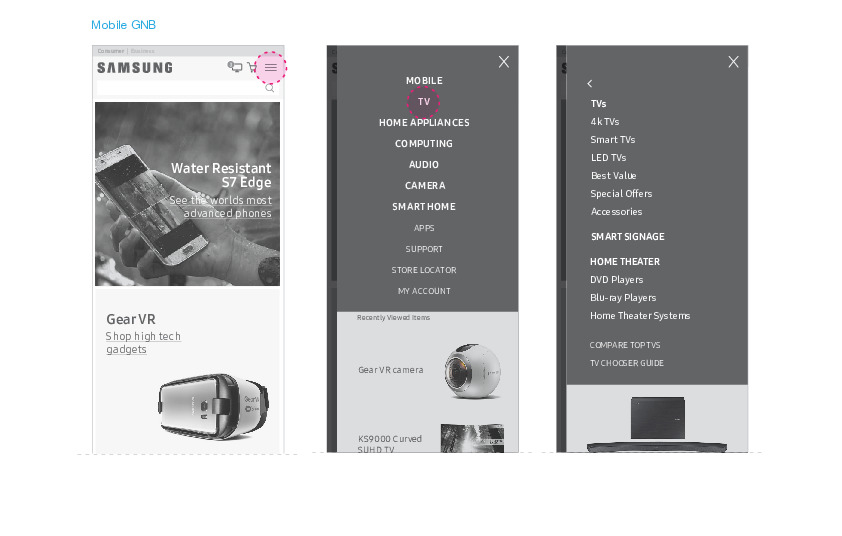 Mobile GNB
Consumer | Business
SAMSUNG
Water Resistant
S7 Edge
See the worlds most
advanced phones
Gear VR
Shop high tech
gadgets
X
MOBILE
TV
HOME APPLIANCES
COMPUTING
AUDIO
CAMERA
SMART HOME
APPS
SUPPORT
STORE LOCATOR
MY ACCOUNT
Recently Viewed Items
Gear VR camera
KS9000 Curved
SUHD TV
X
<
TVs
4k TVs
Smart TVs
LED TVs
Best Value
Special Offers
Accessories
SMART SIGNAGE
HOME THEATER
DVD Players
Blu-ray Players
Home Theater Systems
COMPARE TOP TVS
TV CHOOSER GUIDE